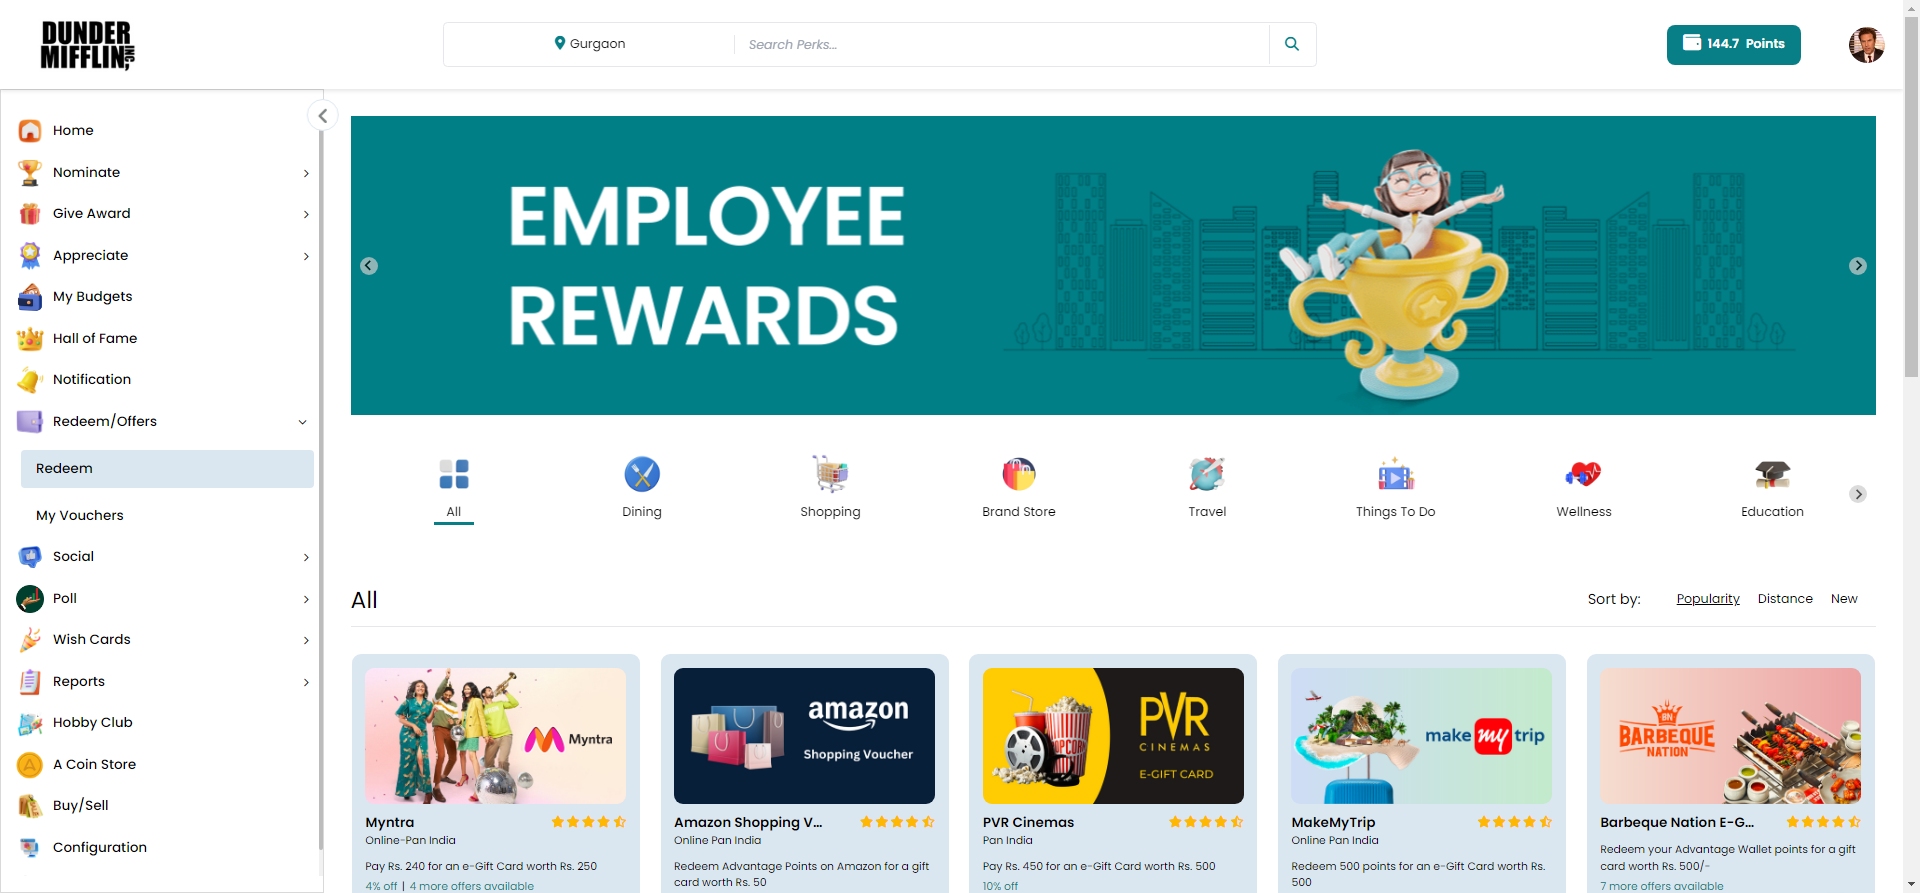 DUNDER
MIFFLIN INC,
Gurgaon
Search Perks...
144.7 Points
Home
Nominate
Give Award
Appreciate
My Budgets
Hall of Fame
Notification
Redeem/Offers
Redeem
My Vouchers
Social
Poll
Wish Cards
Reports
Hobby Club
A Coin Store
Buy/Sell
Configuration
EMPLOYEE
REWARDS
All
Dining
Shopping
Brand Store
Travel
Things To Do
Wellness
Education
All
Sort by:
Popularity
Distance
New
Myntra
Myntra
Online-Pan India
Pay Rs. 240 for an e-Gift Card worth Rs. 250
4% off | 4 more offers available
amazon
Shopping Voucher
Amazon Shopping V...
Online Pan India
Redeem Advantage Points on Amazon for a gift
card worth Rs. 50
POPCORN
PVR
CINEMAS
E-GIFT CARD
PVR Cinemas
Pan India
Pay Rs. 450 for an e-Gift Card worth Rs. 500
10% off
make my trip
MakeMyTrip
Online Pan India
Redeem 500 points for an e-Gift Card worth Rs.
500
BN
BARBEQUE
NATION
Barbeque Nation E-G...
Redeem your Advantage Wallet points for a gift
card worth Rs. 500/-
7 more offers available